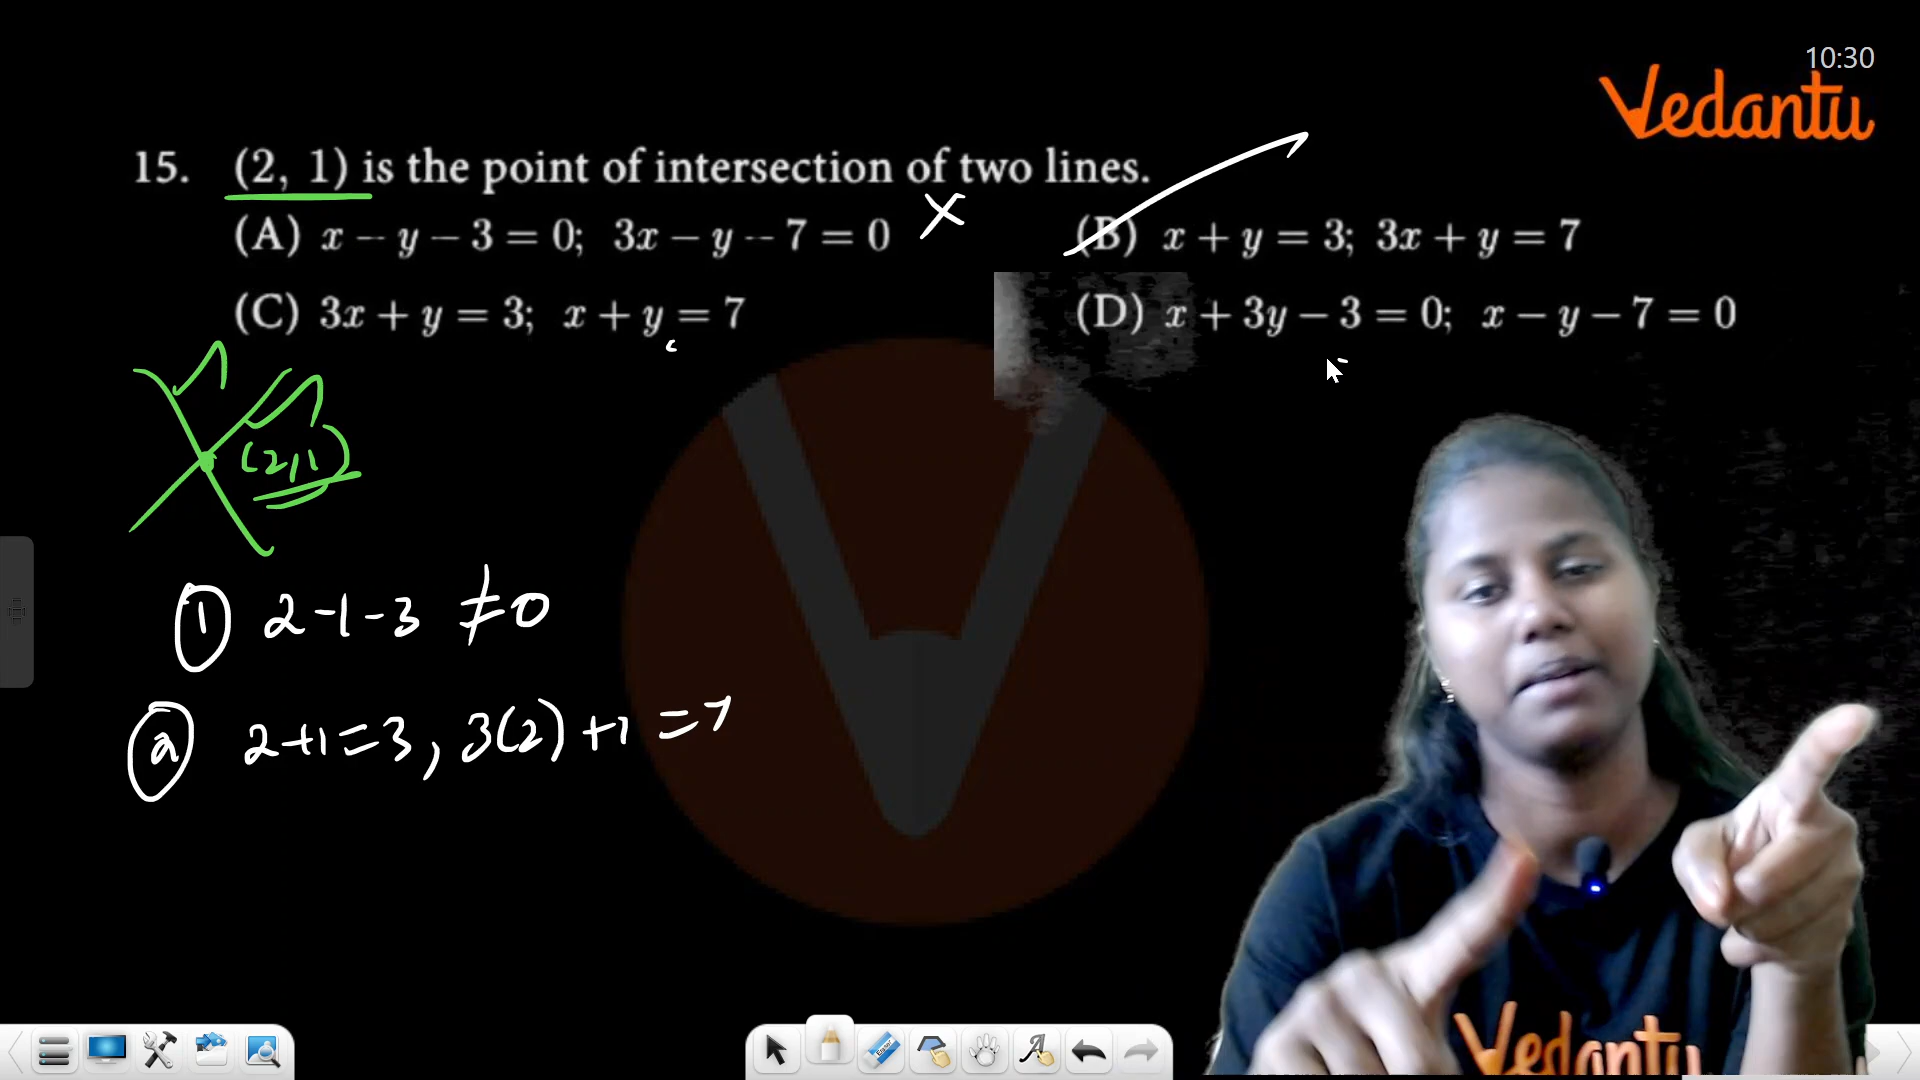 10:30
Vedantu
15. (2, 1) is the point of intersection of two lines.
(A) x – y – 3 = 0; 3x – y – 7 = 0 ✗
(B) x + y = 3; 3x + y = 7
(C) 3x + y = 3; x + y = 7
(D) x + 3y – 3 = 0; x – y – 7 = 0
(2,1)
① 2-1-3 ≠0
② 2+1=3, 3(2)+1 =7
Vedantu